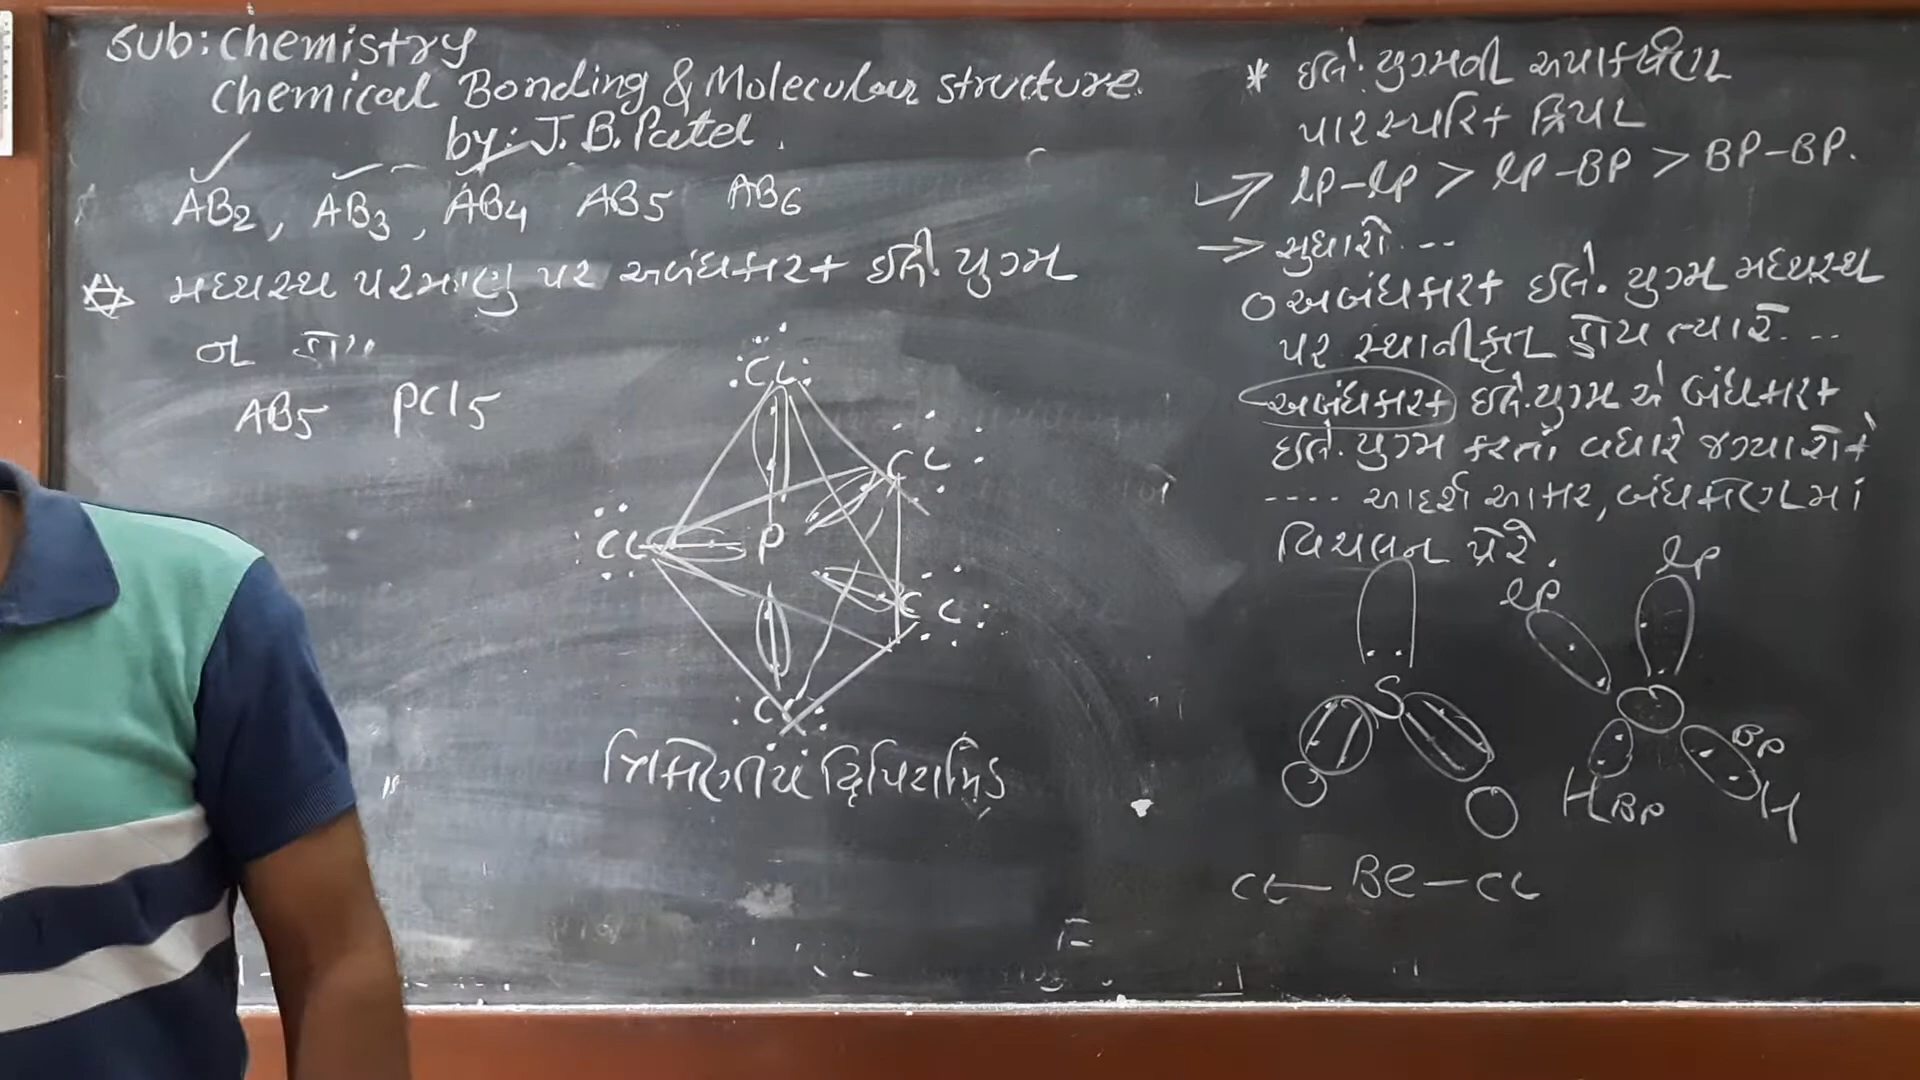 Sub: Chemistry
Chemical Bonding & Molecular structure.
by: J. B. Patel.
AB2, AB3, AB4 AB5 AB6
મધ્યસ્થ પરમાણુ પર અબંધકારક ઇલે. યુગ્મ
ન હોય
AB5 PCl5
Cl
Cl
Cl P
Cl
Cl
ત્રિકોણીય દ્વિપિરામિડ
* ઇલે. યુગ્મની અપાકર્ષણ
પારસ્પરિક ક્રિયા
→ lp-lp > lp-BP > BP-BP.
→ સુધારો --
અબંધકારક ઇલે. યુગ્મ મધ્યસ્થ
પર સ્થાનીકૃત હોય ત્યારે ---
અબંધકારક ઇલે. યુગ્મ એ બંધકારક
ઇલે. યુગ્મ કરતાં વધારે જગ્યા રોકે
---- આદર્શ આકાર, બંધકોણમાં
વિચલન પ્રેરે.
lp lp
S
BP
H BP H
Cl - Be - Cl